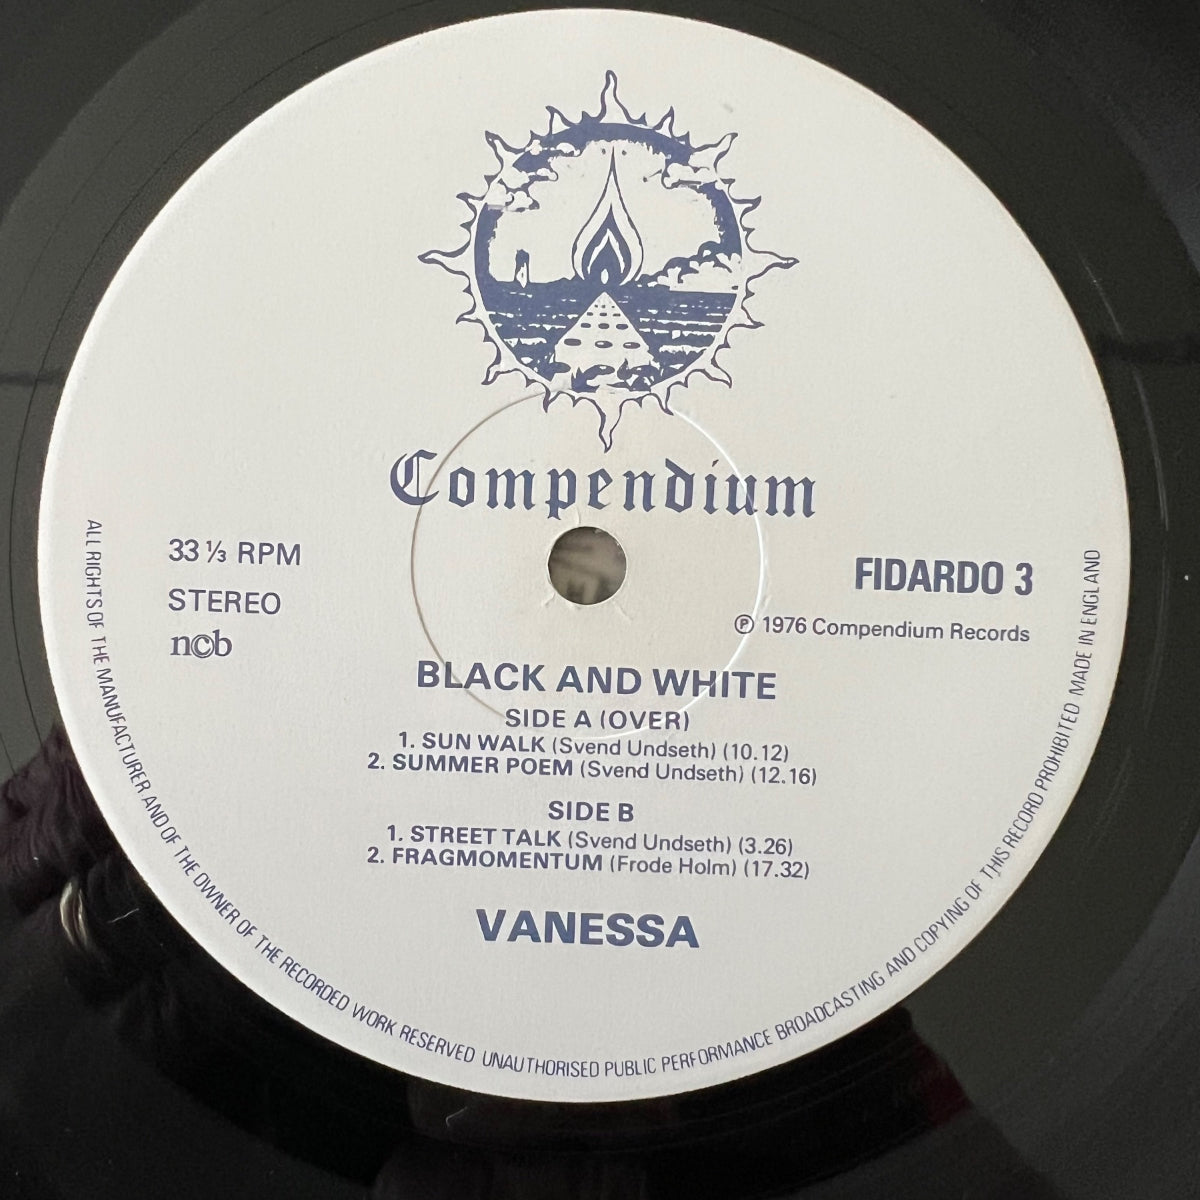 Compendium
33 ⅓ RPM
STEREO
ncb
FIDARDO 3
Ⓟ 1976 Compendium Records
BLACK AND WHITE
SIDE A (OVER)
1. SUN WALK (Svend Undseth) (10.12)
2. SUMMER POEM (Svend Undseth) (12.16)
SIDE B
1. STREET TALK (Svend Undseth) (3.26)
2. FRAGMOMENTUM (Frode Holm) (17.32)
VANESSA
ALL RIGHTS OF THE MANUFACTURER AND OF THE OWNER OF THE RECORDED WORK RESERVED UNAUTHORISED PUBLIC PERFORMANCE BROADCASTING AND COPYING OF THIS RECORD PROHIBITED MADE IN ENGLAND